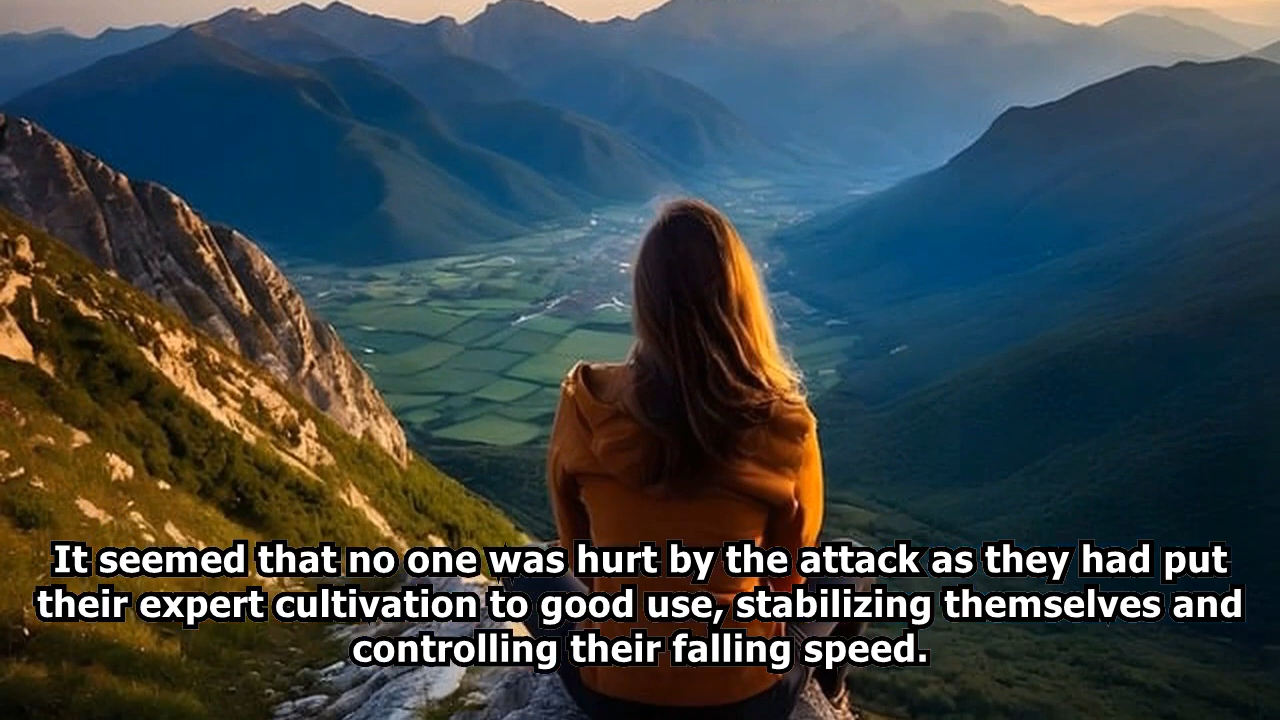 It seemed that no one was hurt by the attack as they had put
their expert cultivation to good use, stabilizing themselves and
controlling their falling speed.